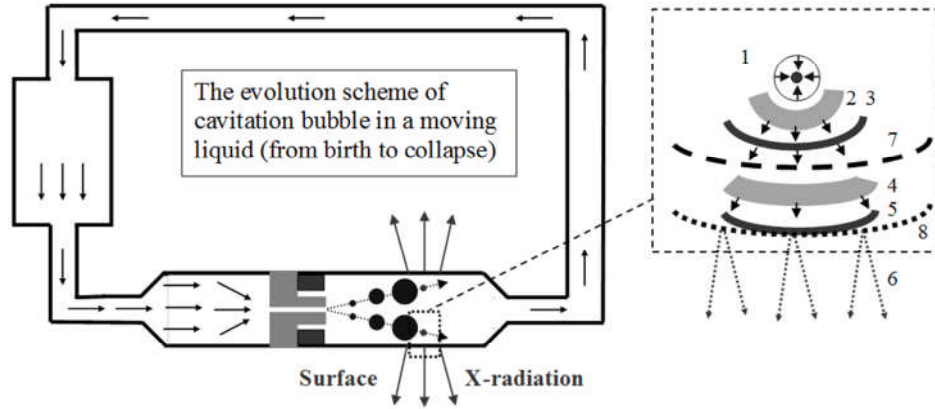 The evolution scheme of
cavitation bubble in a moving
liquid (from birth to collapse)
Surface X-radiation
1
2 3
7
4
5
8
6